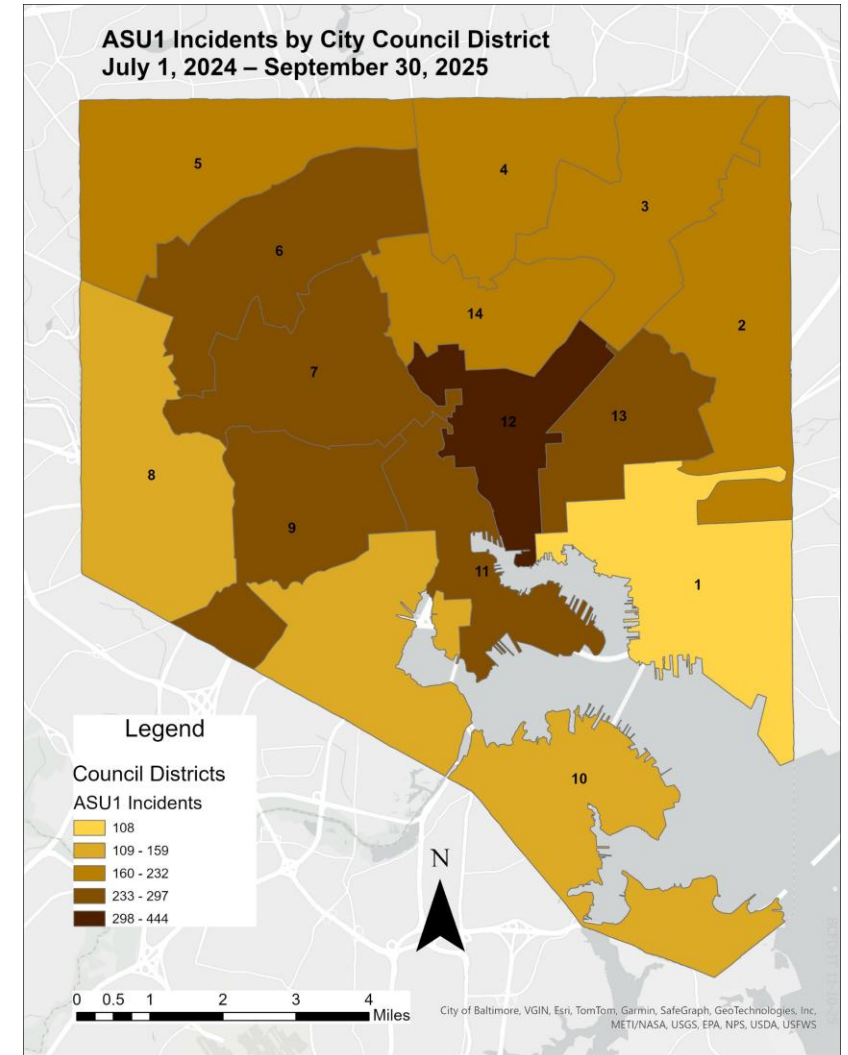 ASU1 Incidents by City Council District
July 1, 2024 – September 30, 2025
5
4
3
6
14
2
7
12
13
8
9
11
1
10
Legend
Council Districts
ASU1 Incidents
108
109 - 159
160 - 232
233 - 297
298 - 444
N
0 0.5 1 2 3 4
Miles
City of Baltimore, VGIN, Esri, TomTom, Garmin, SafeGraph, GeoTechnologies, Inc,
METI/NASA, USGS, EPA, NPS, USDA, USFWS